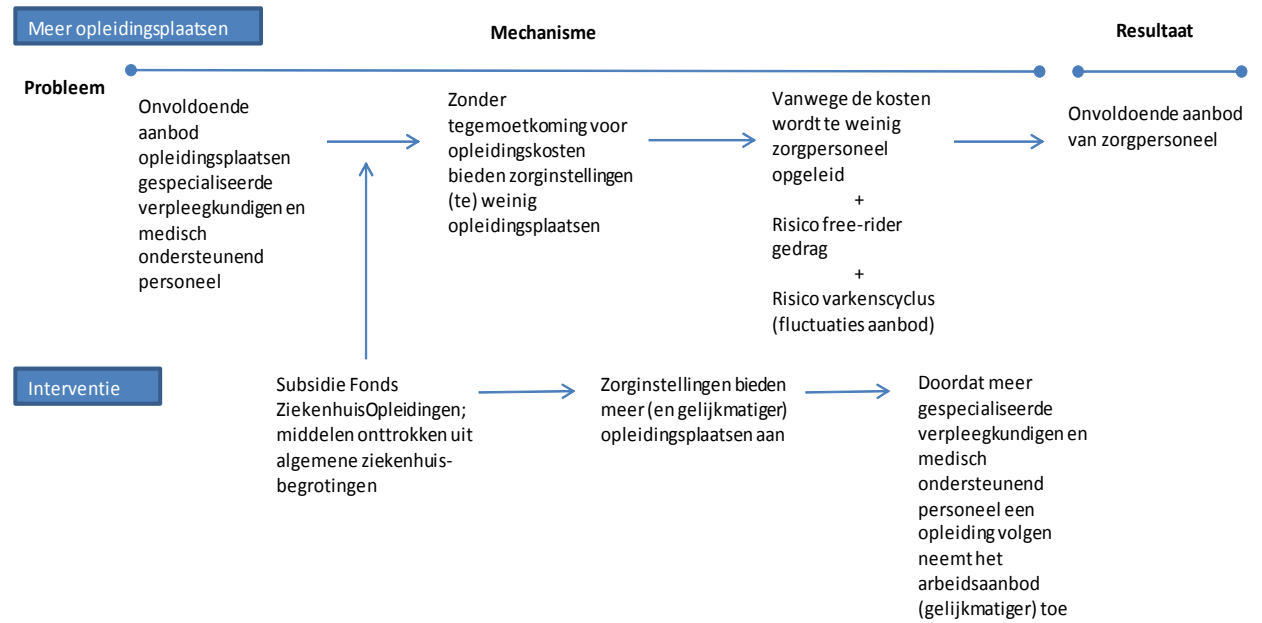 Meer opleidingsplaatsen
Mechanisme
Resultaat
Probleem
Onvoldoende
aanbod
opleidingsplaatsen
gespecialiseerde
verpleegkundigen en
medisch
ondersteunend
personeel
Zonder
tegemoetkoming voor
opleidingskosten
bieden zorginstellingen
(te) weinig
opleidingsplaatsen
Vanwege de kosten
wordt te weinig
zorgpersoneel
opgeleid
+
Risico free-rider
gedrag
+
Risico varkenscyclus
(fluctuaties aanbod)
Onvoldoende aanbod
van zorgpersoneel
Interventie
Subsidie Fonds
ZiekenhuisOpleidingen;
middelen onttrokken uit
algemene ziekenhuis-
begrotingen
Zorginstellingen bieden
meer (en gelijkmatiger)
opleidingsplaatsen aan
Doordat meer
gespecialiseerde
verpleegkundigen en
medisch
ondersteunend
personeel een
opleiding volgen
neemt het
arbeidsaanbod
(gelijkmatiger) toe